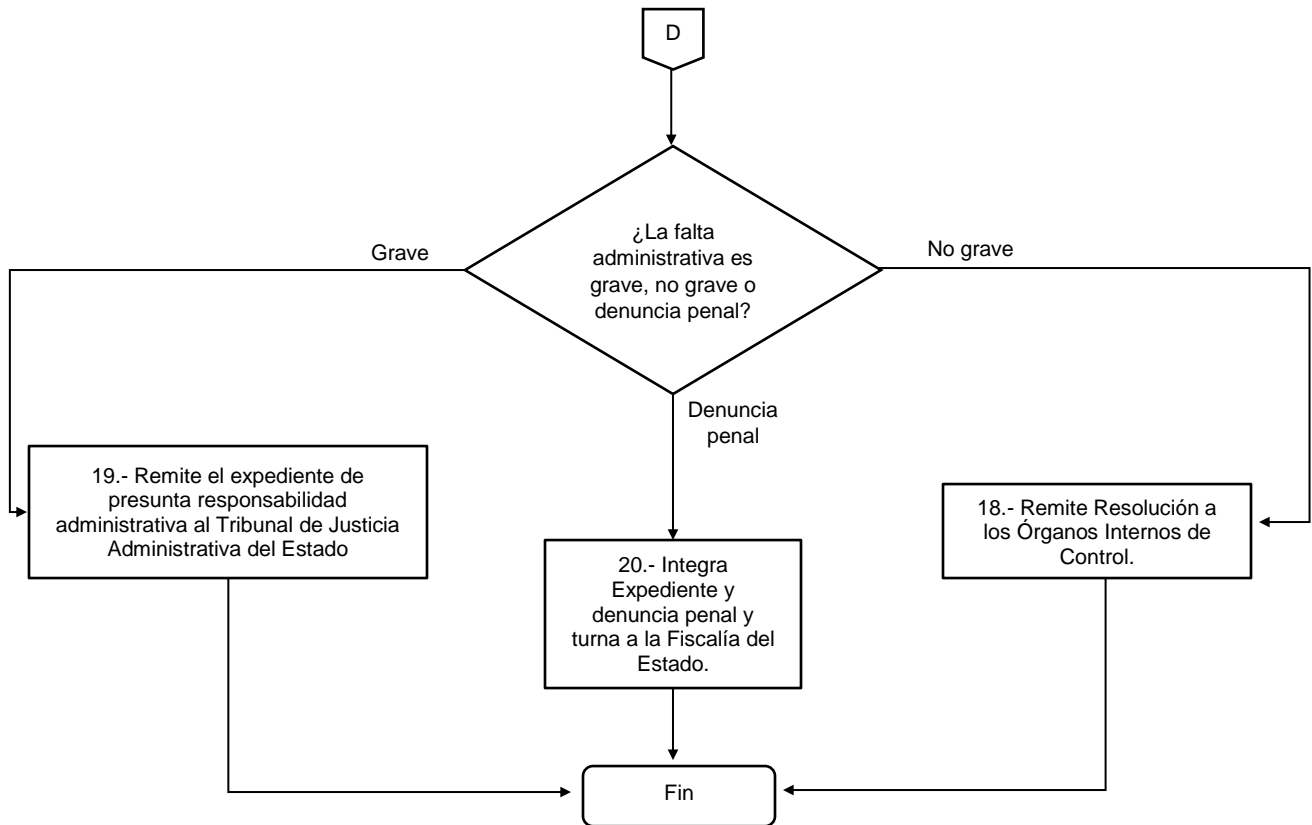 D
¿La falta
administrativa es
grave, no grave o
denuncia penal?
Grave
No grave
Denuncia
penal
19.- Remite el expediente de
presunta responsabilidad
administrativa al Tribunal de Justicia
Administrativa del Estado
20.- Integra
Expediente y
denuncia penal y
turna a la Fiscalía del
Estado.
18.- Remite Resolución a
los Órganos Internos de
Control.
Fin